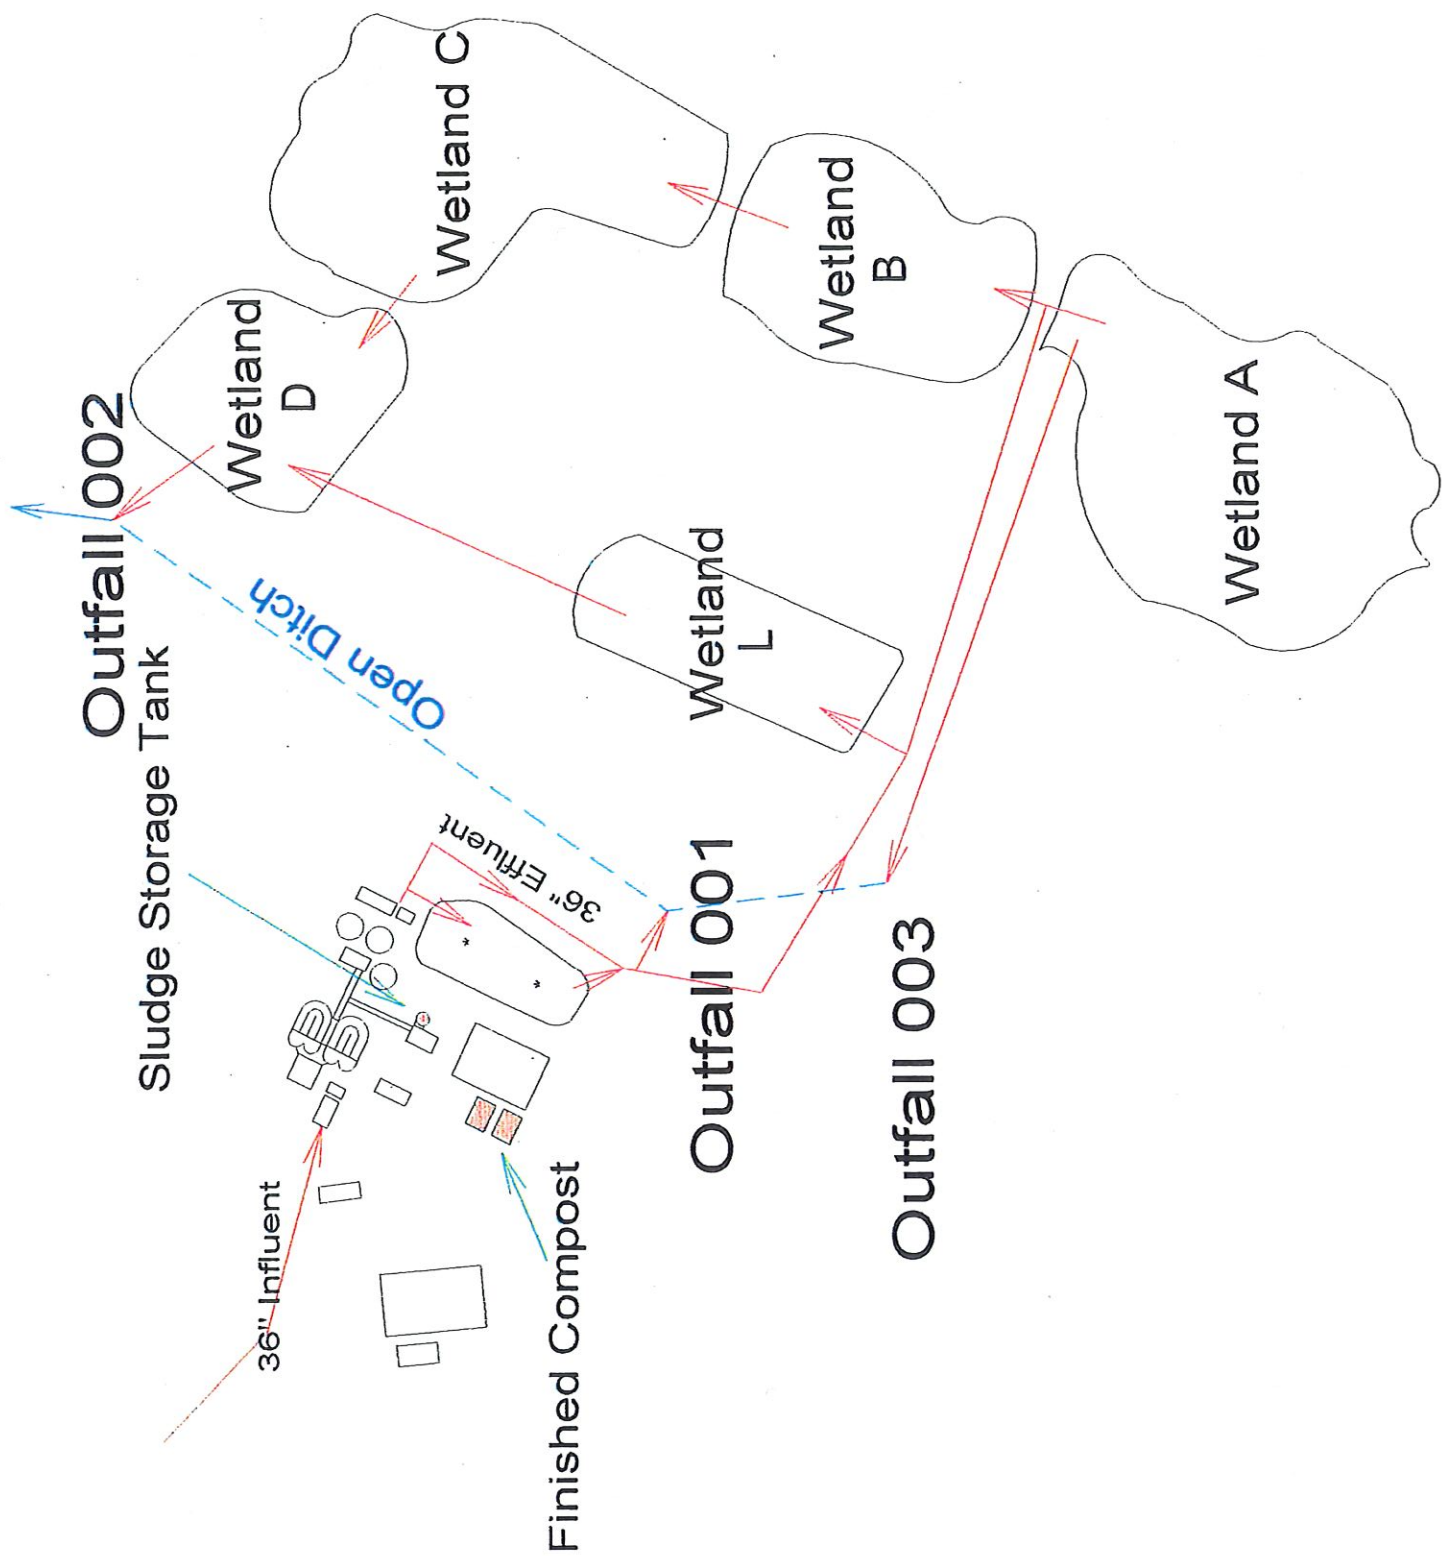 Outfall 002
Sludge Storage Tank
Open Ditch
Wetland
D
Wetland C
Wetland
B
Wetland A
Wetland
L
36" Effluent
36" Influent
Finished Compost
Outfall 001
Outfall 003